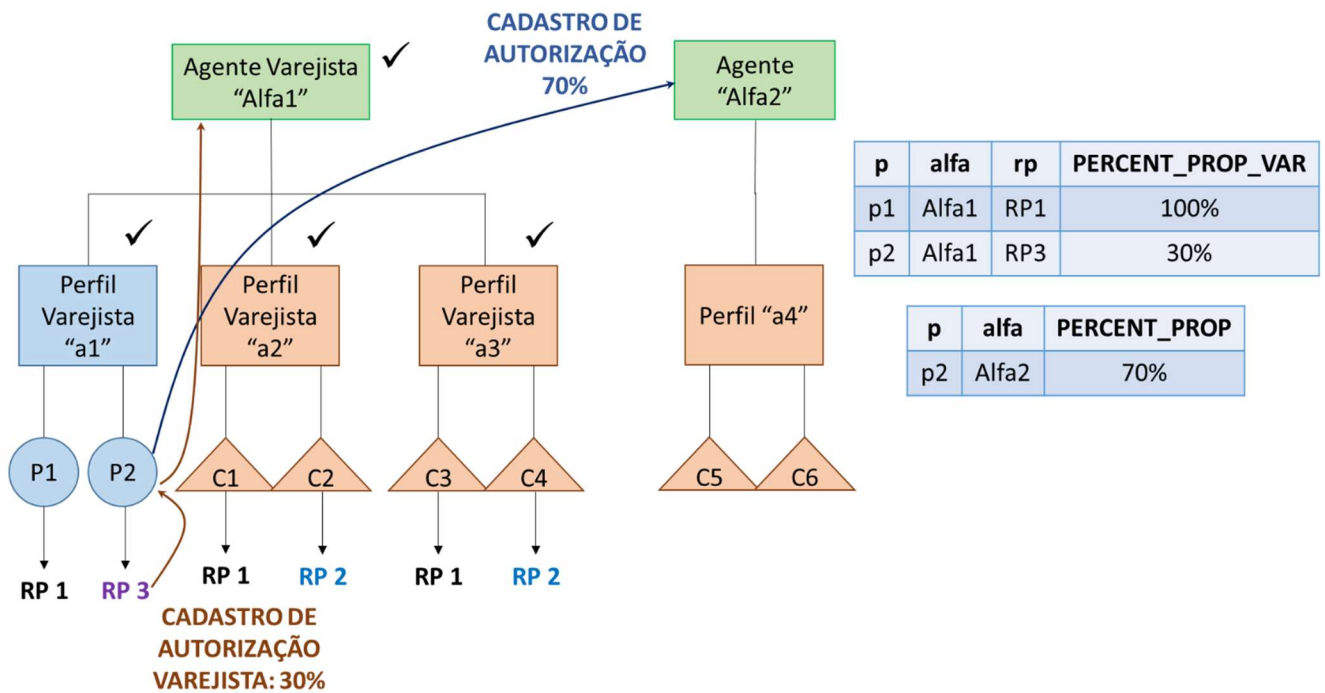 CADASTRO DE
AUTORIZAÇÃO
70%
Agente Varejista
“Alfa1”
Agente
“Alfa2”
Perfil
Varejista
“a1”
Perfil
Varejista
“a2”
Perfil
Varejista
“a3”
Perfil “a4”
P1
P2
C1
C2
C3
C4
C5
C6
RP 1
RP 3
RP 1
RP 2
RP 1
RP 2
CADASTRO DE
AUTORIZAÇÃO
VAREJISTA: 30%
p alfa rp PERCENT_PROP_VAR
p1 Alfa1 RP1 100%
p2 Alfa1 RP3 30%
p alfa PERCENT_PROP
p2 Alfa2 70%